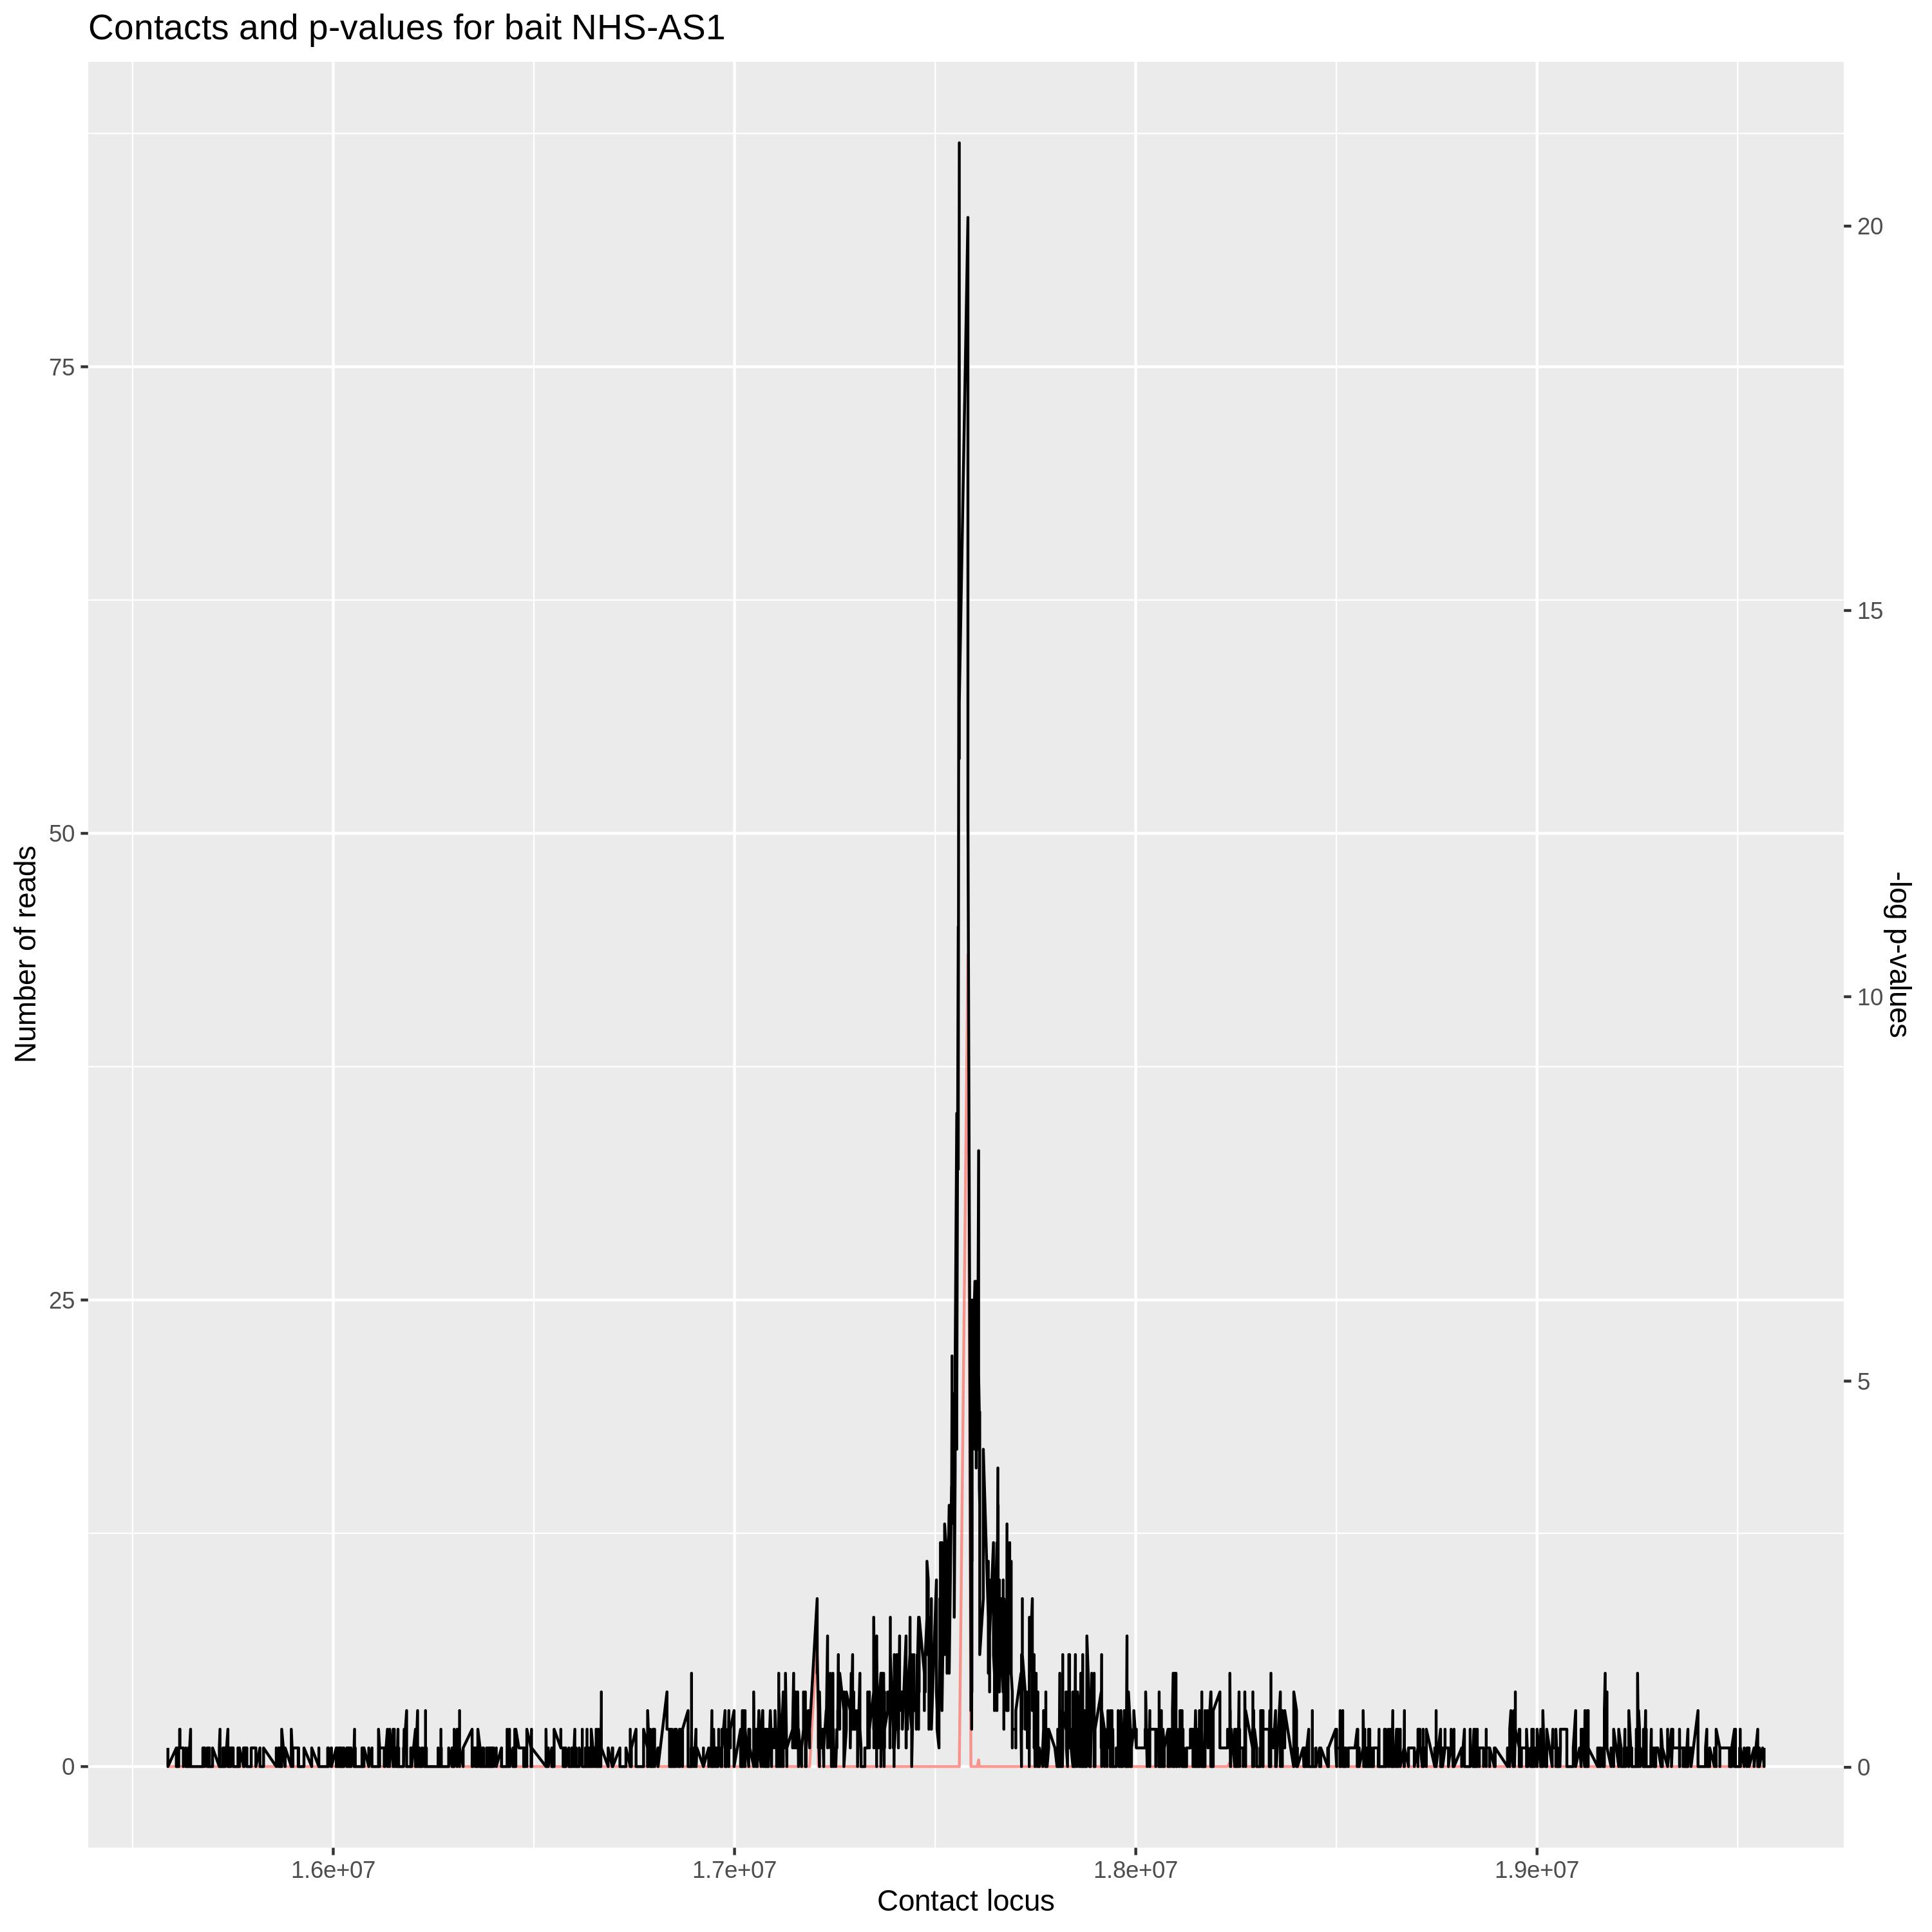 Contacts and p-values for bait NHS-AS1
75
50
25
0
Number of reads
20
15
10
5
0
-log p-values
1.6e+07
1.7e+07
1.8e+07
1.9e+07
Contact locus